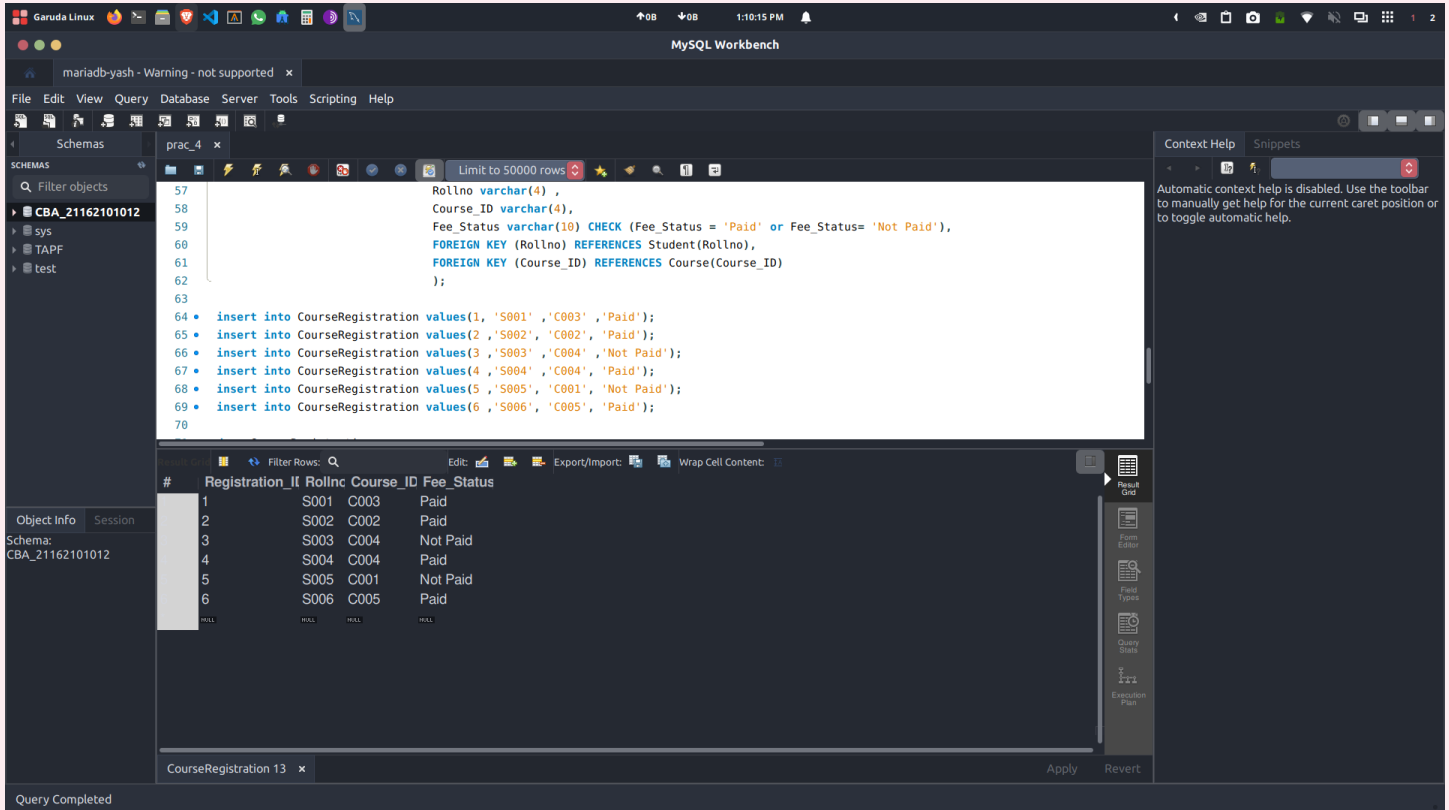 Garuda Linux 0B 0B 1:10:15 PM 1 2
MySQL Workbench
mariadb-yash - Warning - not supported ×
File Edit View Query Database Server Tools Scripting Help
Schemas
prac_4 ×
Context Help Snippets
SCHEMAS
Limit to 50000 rows
Filter objects
CBA_21162101012
sys
TAPF
test
Automatic context help is disabled. Use the toolbar
to manually get help for the current caret position or
to toggle automatic help.
57 Rollno varchar(4) ,
58 Course_ID varchar(4),
59 Fee_Status varchar(10) CHECK (Fee_Status = 'Paid' or Fee_Status= 'Not Paid'),
60 FOREIGN KEY (Rollno) REFERENCES Student(Rollno),
61 FOREIGN KEY (Course_ID) REFERENCES Course(Course_ID)
62 );
63
64 insert into CourseRegistration values(1, 'S001' ,'C003' ,'Paid');
65 insert into CourseRegistration values(2 ,'S002', 'C002', 'Paid');
66 insert into CourseRegistration values(3 ,'S003' ,'C004' ,'Not Paid');
67 insert into CourseRegistration values(4 ,'S004' ,'C004', 'Paid');
68 insert into CourseRegistration values(5 ,'S005', 'C001', 'Not Paid');
69 insert into CourseRegistration values(6 ,'S006', 'C005', 'Paid');
70
Result Grid Filter Rows: Edit: Export/Import: Wrap Cell Content:
# Registration_II Rollnc Course_ID Fee_Status
1 S001 C003 Paid
2 S002 C002 Paid
3 S003 C004 Not Paid
4 S004 C004 Paid
5 S005 C001 Not Paid
6 S006 C005 Paid
NULL NULL NULL NULL
Result
Grid
Form
Editor
Field
Types
Query
Stats
Execution
Plan
Object Info Session
Schema:
CBA_21162101012
CourseRegistration 13 ×
Apply Revert
Query Completed